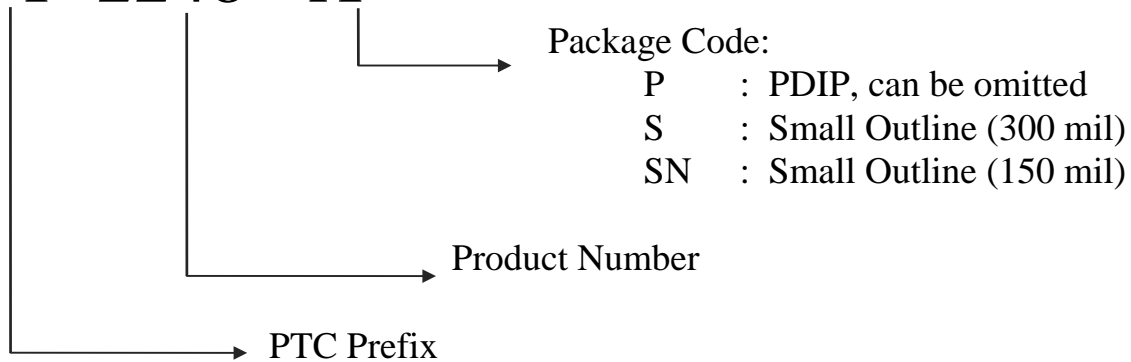 Package Code:
P : PDIP, can be omitted
S : Small Outline (300 mil)
SN : Small Outline (150 mil)
Product Number
PTC Prefix